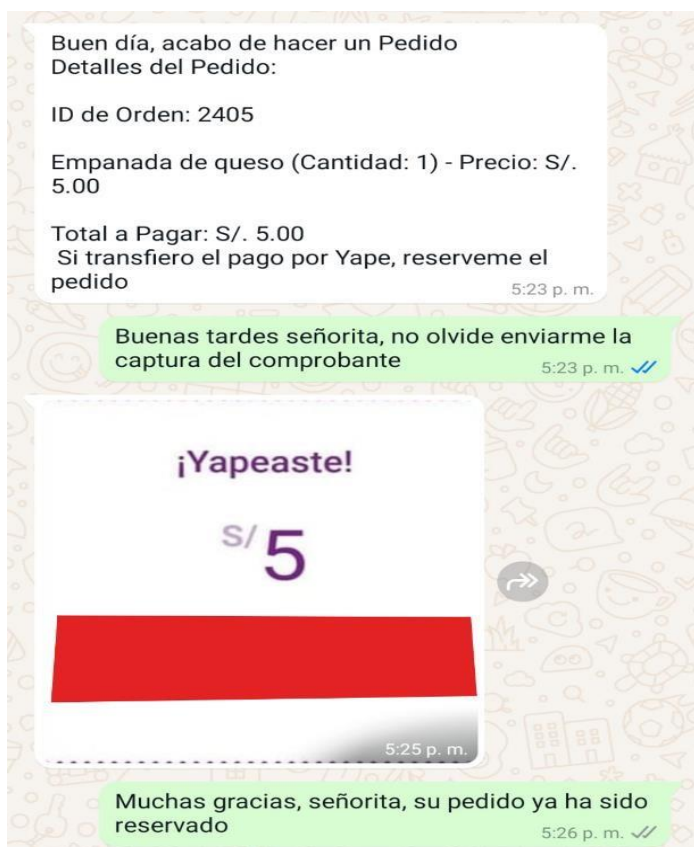 Buen día, acabo de hacer un Pedido
Detalles del Pedido:
ID de Orden: 2405
Empanada de queso (Cantidad: 1) - Precio: S/.
5.00
Total a Pagar: S/. 5.00
Si transfiero el pago por Yape, reserveme el
pedido
5:23 p. m.
Buenas tardes señorita, no olvide enviarme la
captura del comprobante
5:23 p. m.
¡Yapeaste!
S/ 5
5:25 p. m.
Muchas gracias, señorita, su pedido ya ha sido
reservado
5:26 p. m.